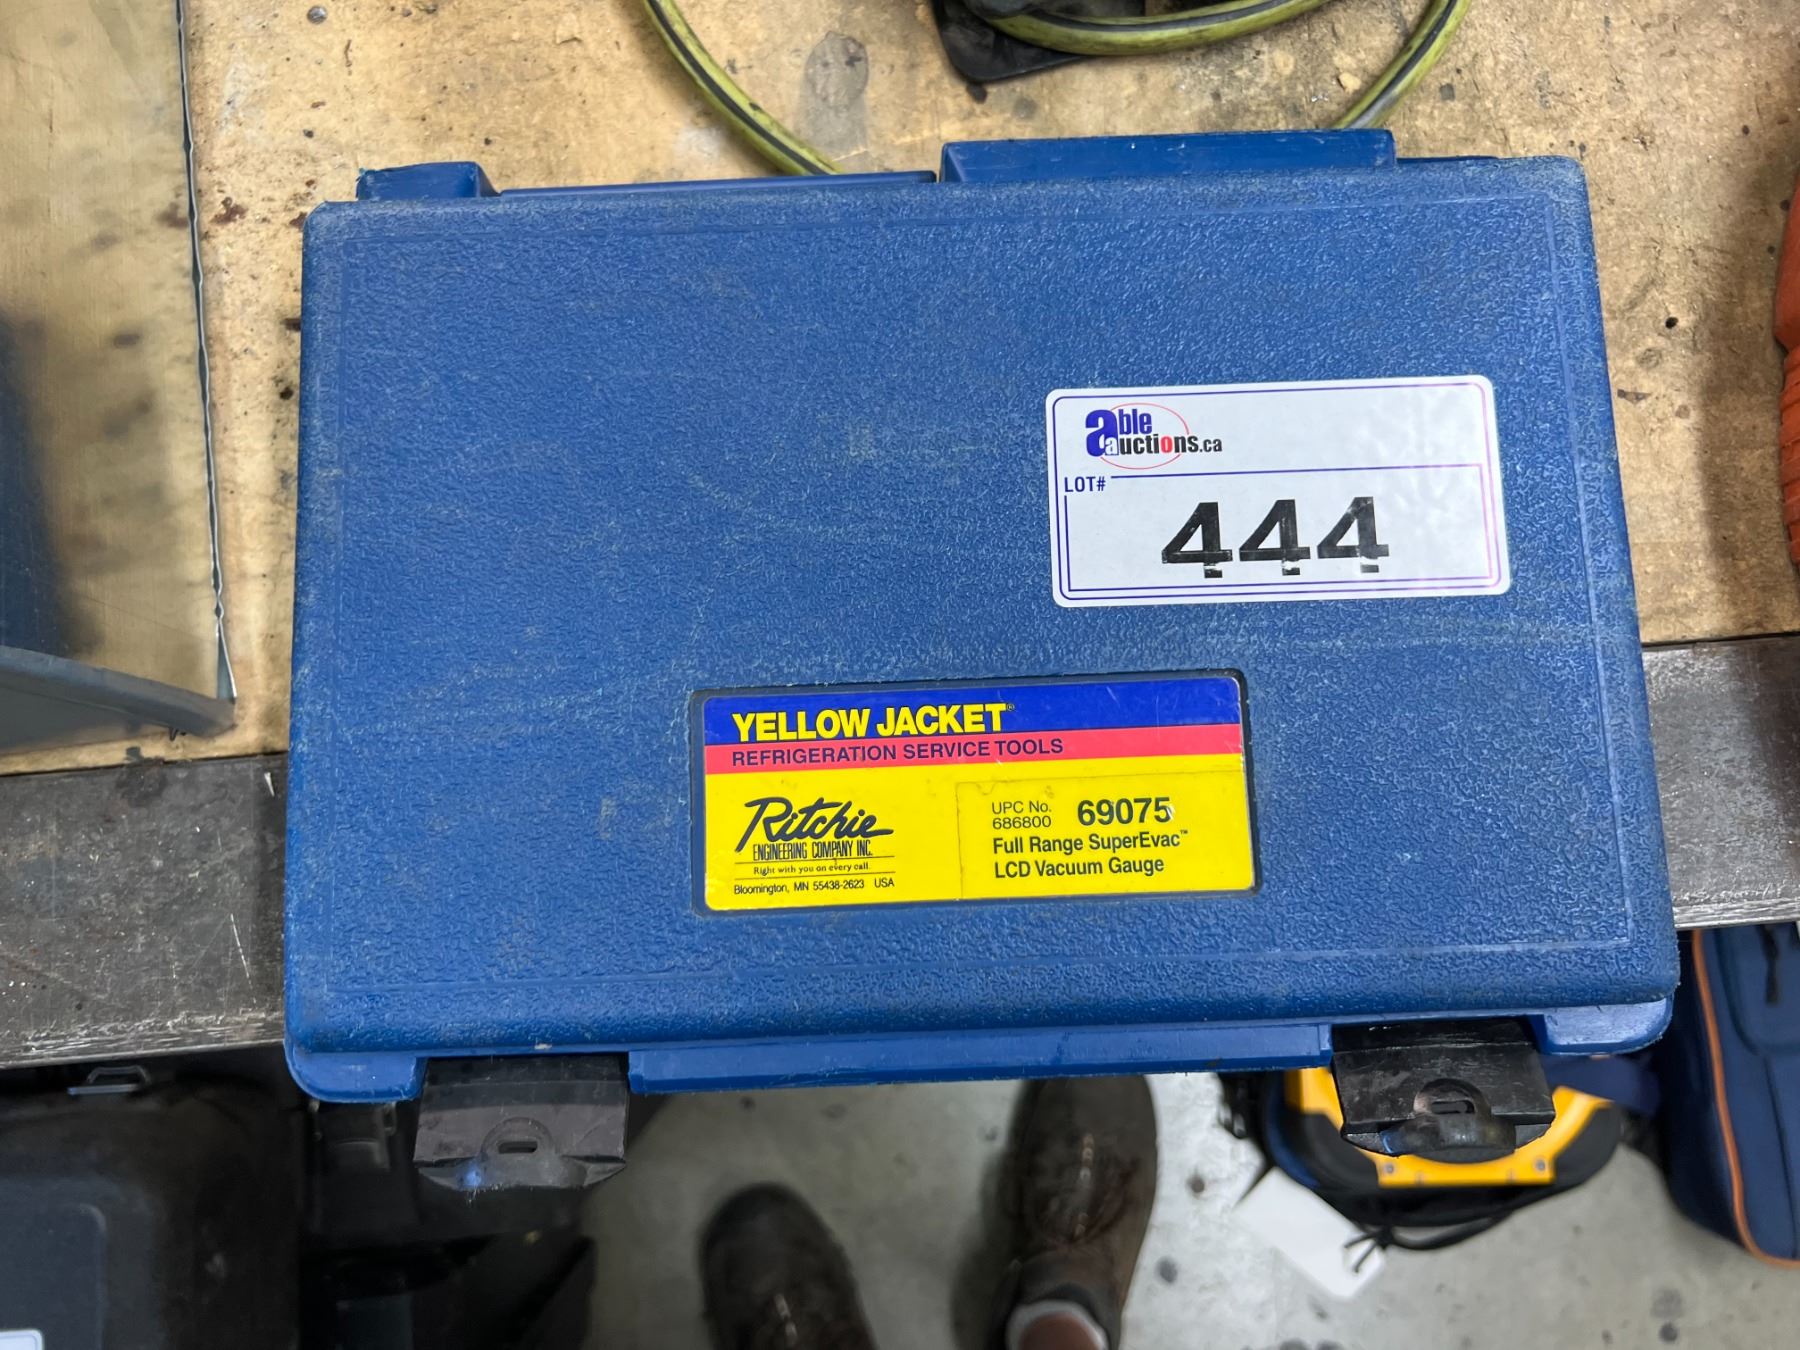 able
auctions.ca
LOT#
444
YELLOW JACKET®
REFRIGERATION SERVICE TOOLS
Ritchie
ENGINEERING COMPANY INC.
Right with you on every call.
Bloomington, MN 55438-2623 USA
UPC No. 69075
686800
Full Range SuperEvac™
LCD Vacuum Gauge